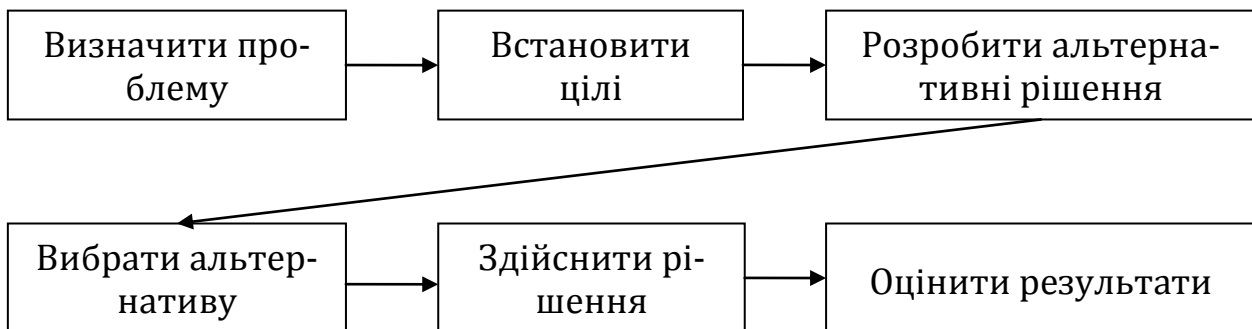 Визначити про-
блему
Встановити
цілі
Розробити альтерна-
тивні рішення
Вибрати альтер-
нативу
Здійснити рі-
шення
Оцінити результати